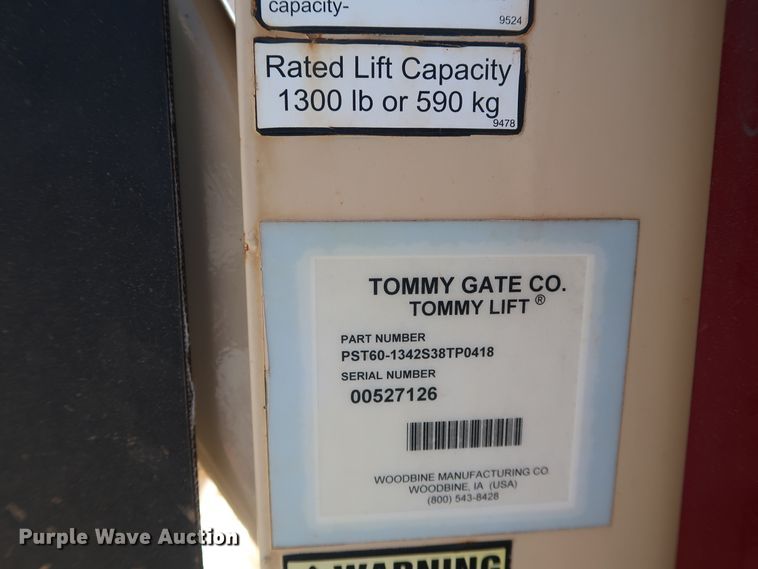 capacity-
9524
Rated Lift Capacity
1300 lb or 590 kg
9478
TOMMY GATE CO.
TOMMY LIFT ®
PART NUMBER
PST60-1342S38TP0418
SERIAL NUMBER
00527126
WOODBINE MANUFACTURING CO
WOODBINE, IA (USA)
(800) 543-8428
WARNING
Purple Wave Auction